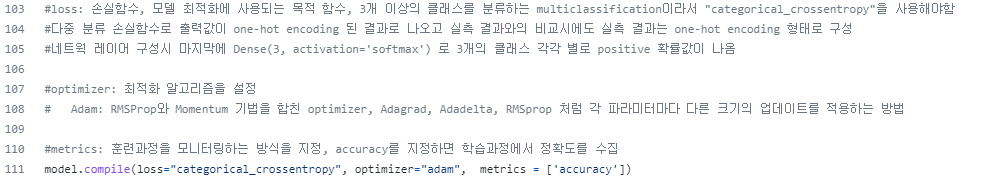 103 #loss: 손실함수, 모델 최적화에 사용되는 목적 함수, 3개 이상의 클래스를 분류하는 multiclassification이라서 "categorical_crossentropy"을 사용해야함
104 #다중 분류 손실함수로 출력값이 one-hot encoding 된 결과로 나오고 실측 결과와의 비교시에도 실측 결과는 one-hot encoding 형태로 구성
105 #네트웍 레이어 구성시 마지막에 Dense(3, activation='softmax') 로 3개의 클래스 각각 별로 positive 확률값이 나옴
106
107 #optimizer: 최적화 알고리즘을 설정
108 #   Adam: RMSProp와 Momentum 기법을 합친 optimizer, Adagrad, Adadelta, RMSprop 처럼 각 파라미터마다 다른 크기의 업데이트를 적용하는 방법
109
110 #metrics: 훈련과정을 모니터링하는 방식을 지정, accuracy를 지정하면 학습과정에서 정확도를 수집
111 model.compile(loss="categorical_crossentropy", optimizer="adam",  metrics = ['accuracy'])